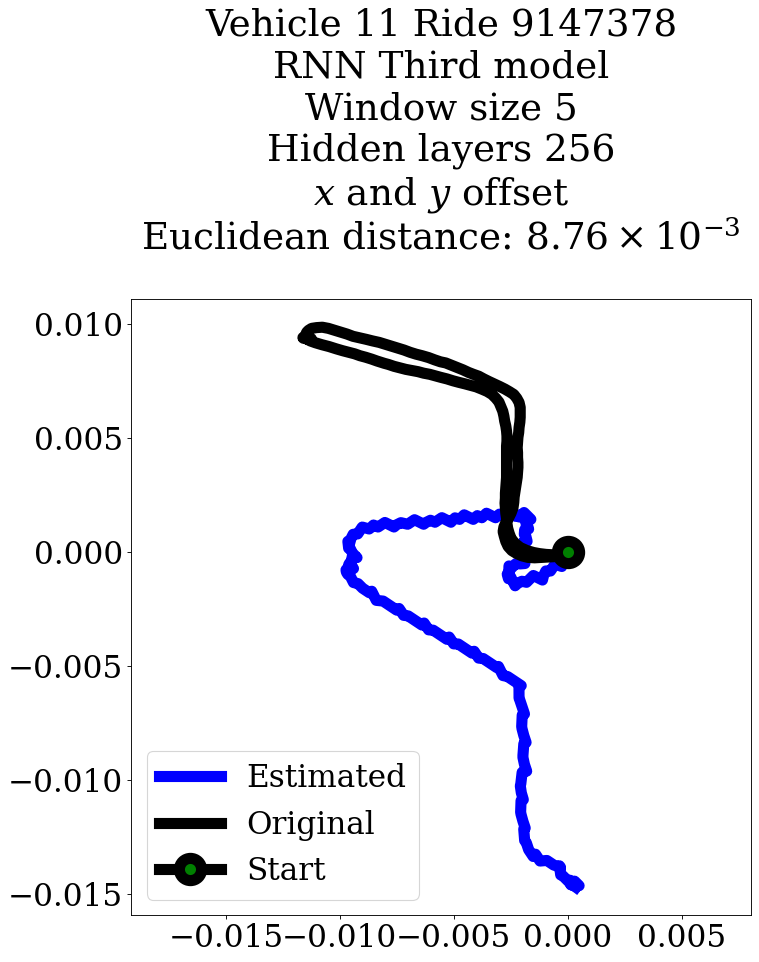 Vehicle 11 Ride 9147378
RNN Third model
Window size 5
Hidden layers 256
x and y offset
Euclidean distance: 8.76 × 10⁻³
0.010
0.005
0.000
−0.005
−0.010
−0.015
Estimated
Original
Start
−0.015 −0.010 −0.005 0.000 0.005